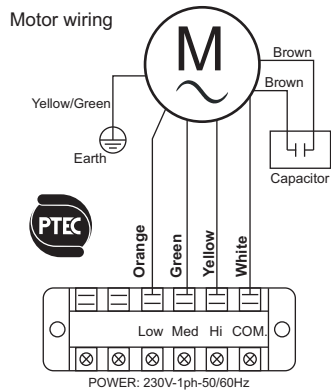 Motor wiring
M
Brown
Brown
Yellow/Green
Earth
Capacitor
PTEC
Orange
Green
Yellow
White
Low Med Hi COM.
POWER: 230V-1ph-50/60Hz